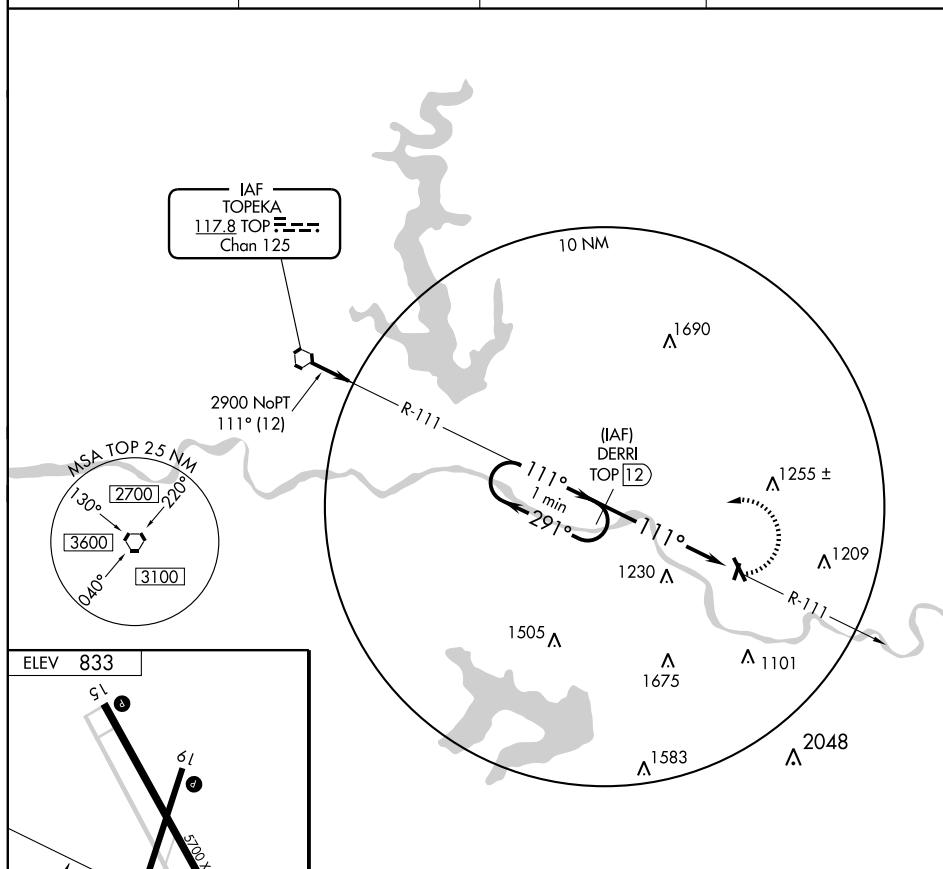 IAF
TOPEKA
117.8 TOP
Chan 125
10 NM
1690
2900 NoPT
111° (12)
R-111
(IAF)
DERRI
TOP 12
111°
1 min
291°
111°
1255 ±
MSA TOP 25 NM
2700
130°
220°
3600
3100
040°
1230
1209
R-111
1505
1675
1101
1583
2048
ELEV 833
15
P
19
P
5700 X